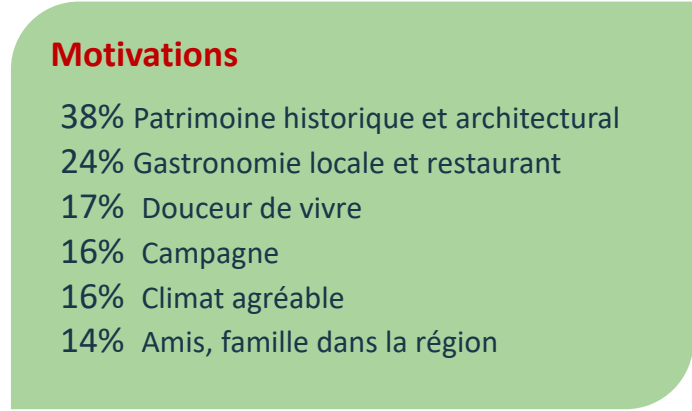 Motivations
38% Patrimoine historique et architectural
24% Gastronomie locale et restaurant
17% Douceur de vivre
16% Campagne
16% Climat agréable
14% Amis, famille dans la région